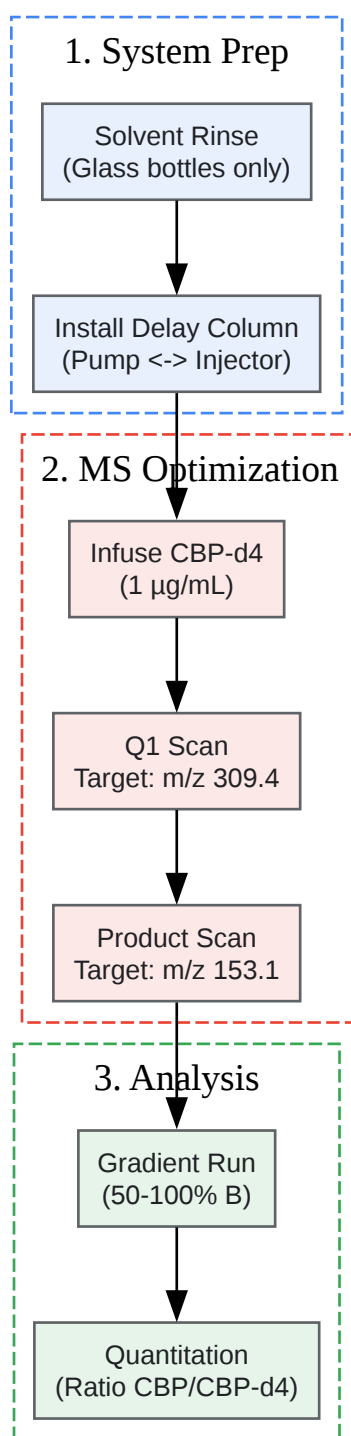 1. System Prep
Solvent Rinse
(Glass bottles only)
Install Delay Column
(Pump <-> Injector)
2. MS Optimization
Infuse CBP-d4
(1 µg/mL)
Q1 Scan
Target: m/z 309.4
Product Scan
Target: m/z 153.1
3. Analysis
Gradient Run
(50-100% B)
Quantitation
(Ratio CBP/CBP-d4)